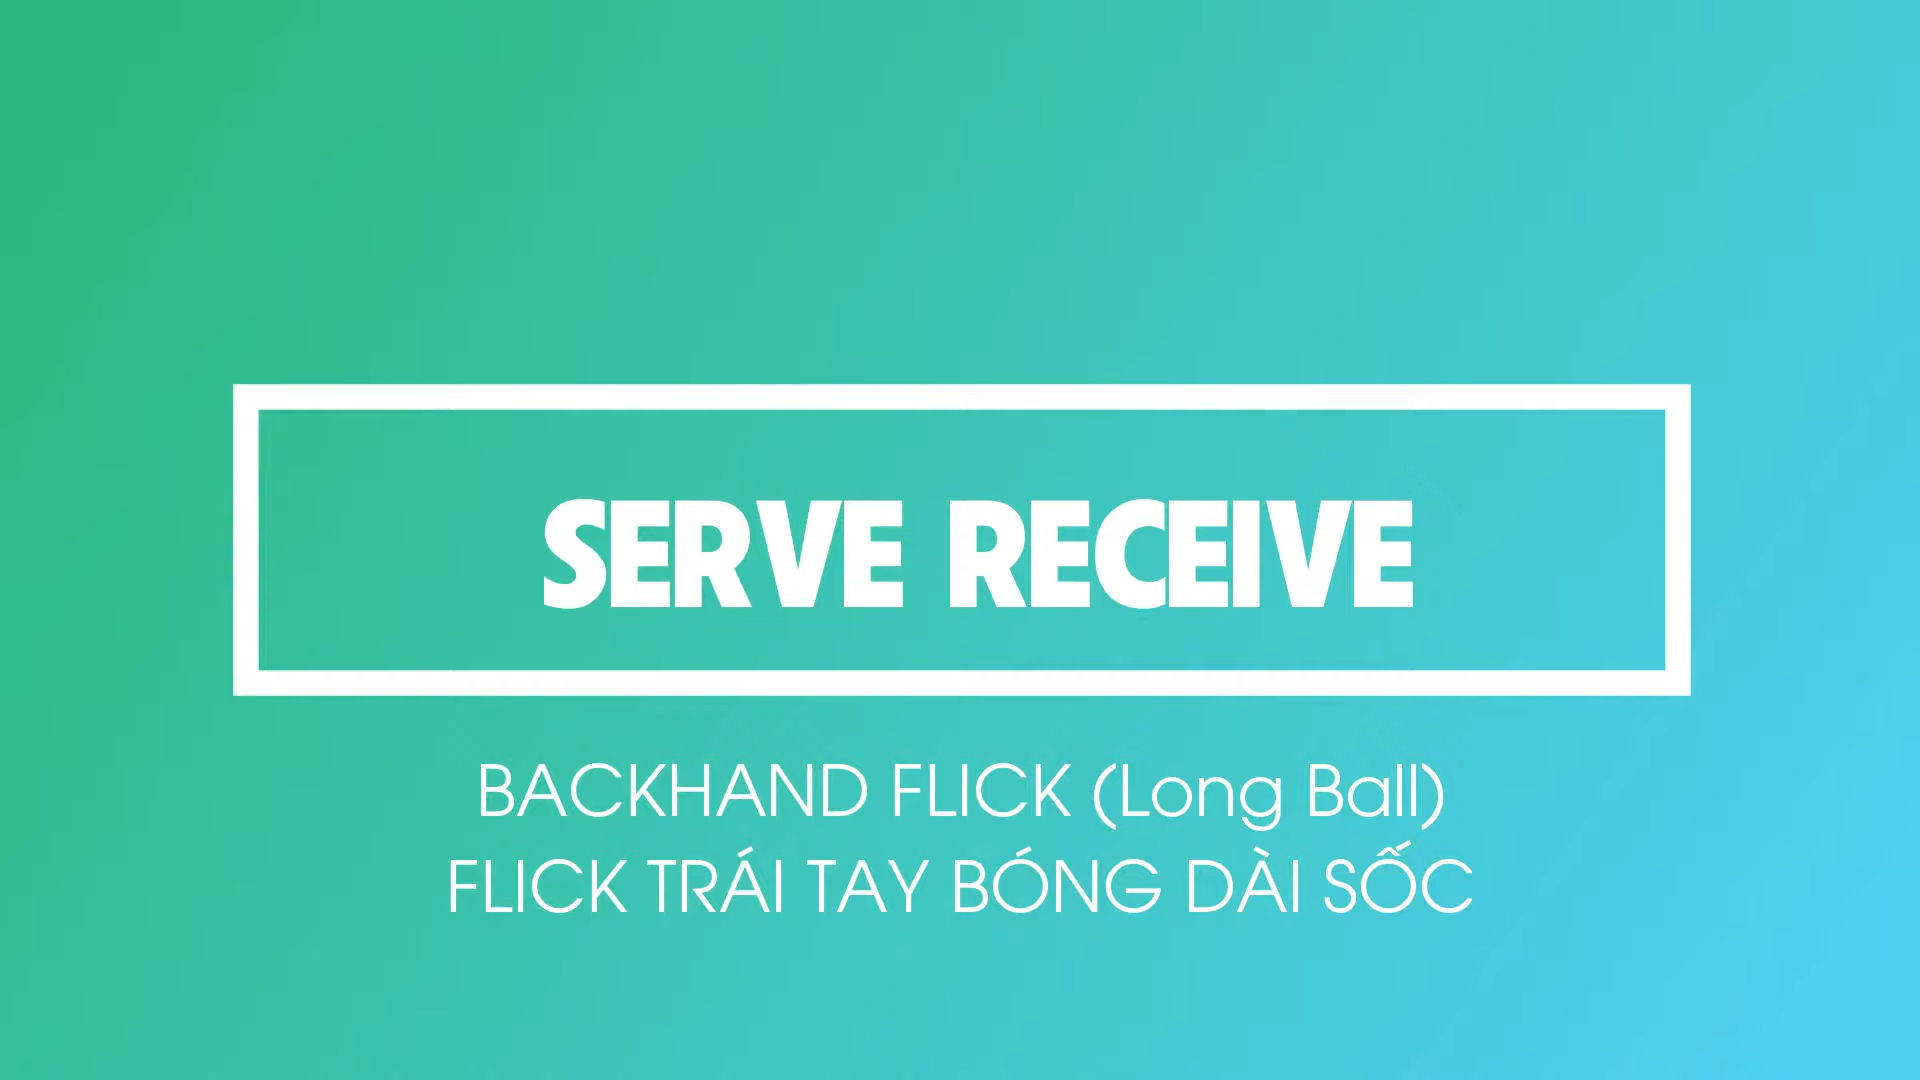 SERVE RECEIVE
BACKHAND FLICK (Long Ball)
FLICK TRÁI TAY BÓNG DÀI SỐC